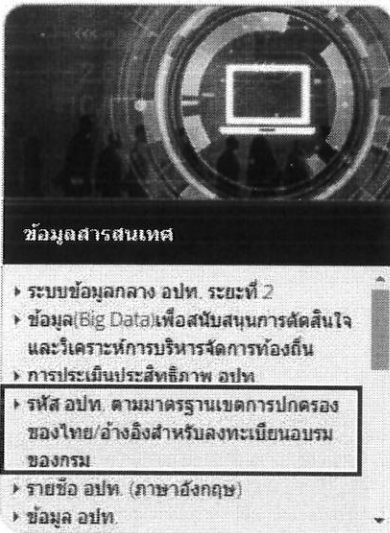 ข้อมูลสารสนเทศ
ระบบข้อมูลกลาง อปท. ระยะที่ 2
ข้อมูล(Big Data)เพื่อสนับสนุนการตัดสินใจ
และวิเคราะห์การบริหารจัดการท้องถิ่น
การประเมินประสิทธิภาพ อปท.
รหัส อปท. ตามมาตรฐานเขตการปกครอง
ของไทย/อ้างอิงสำหรับลงทะเบียนอบรม
ของกรม
รายชื่อ อปท. (ภาษาอังกฤษ)
ข้อมูล อปท.